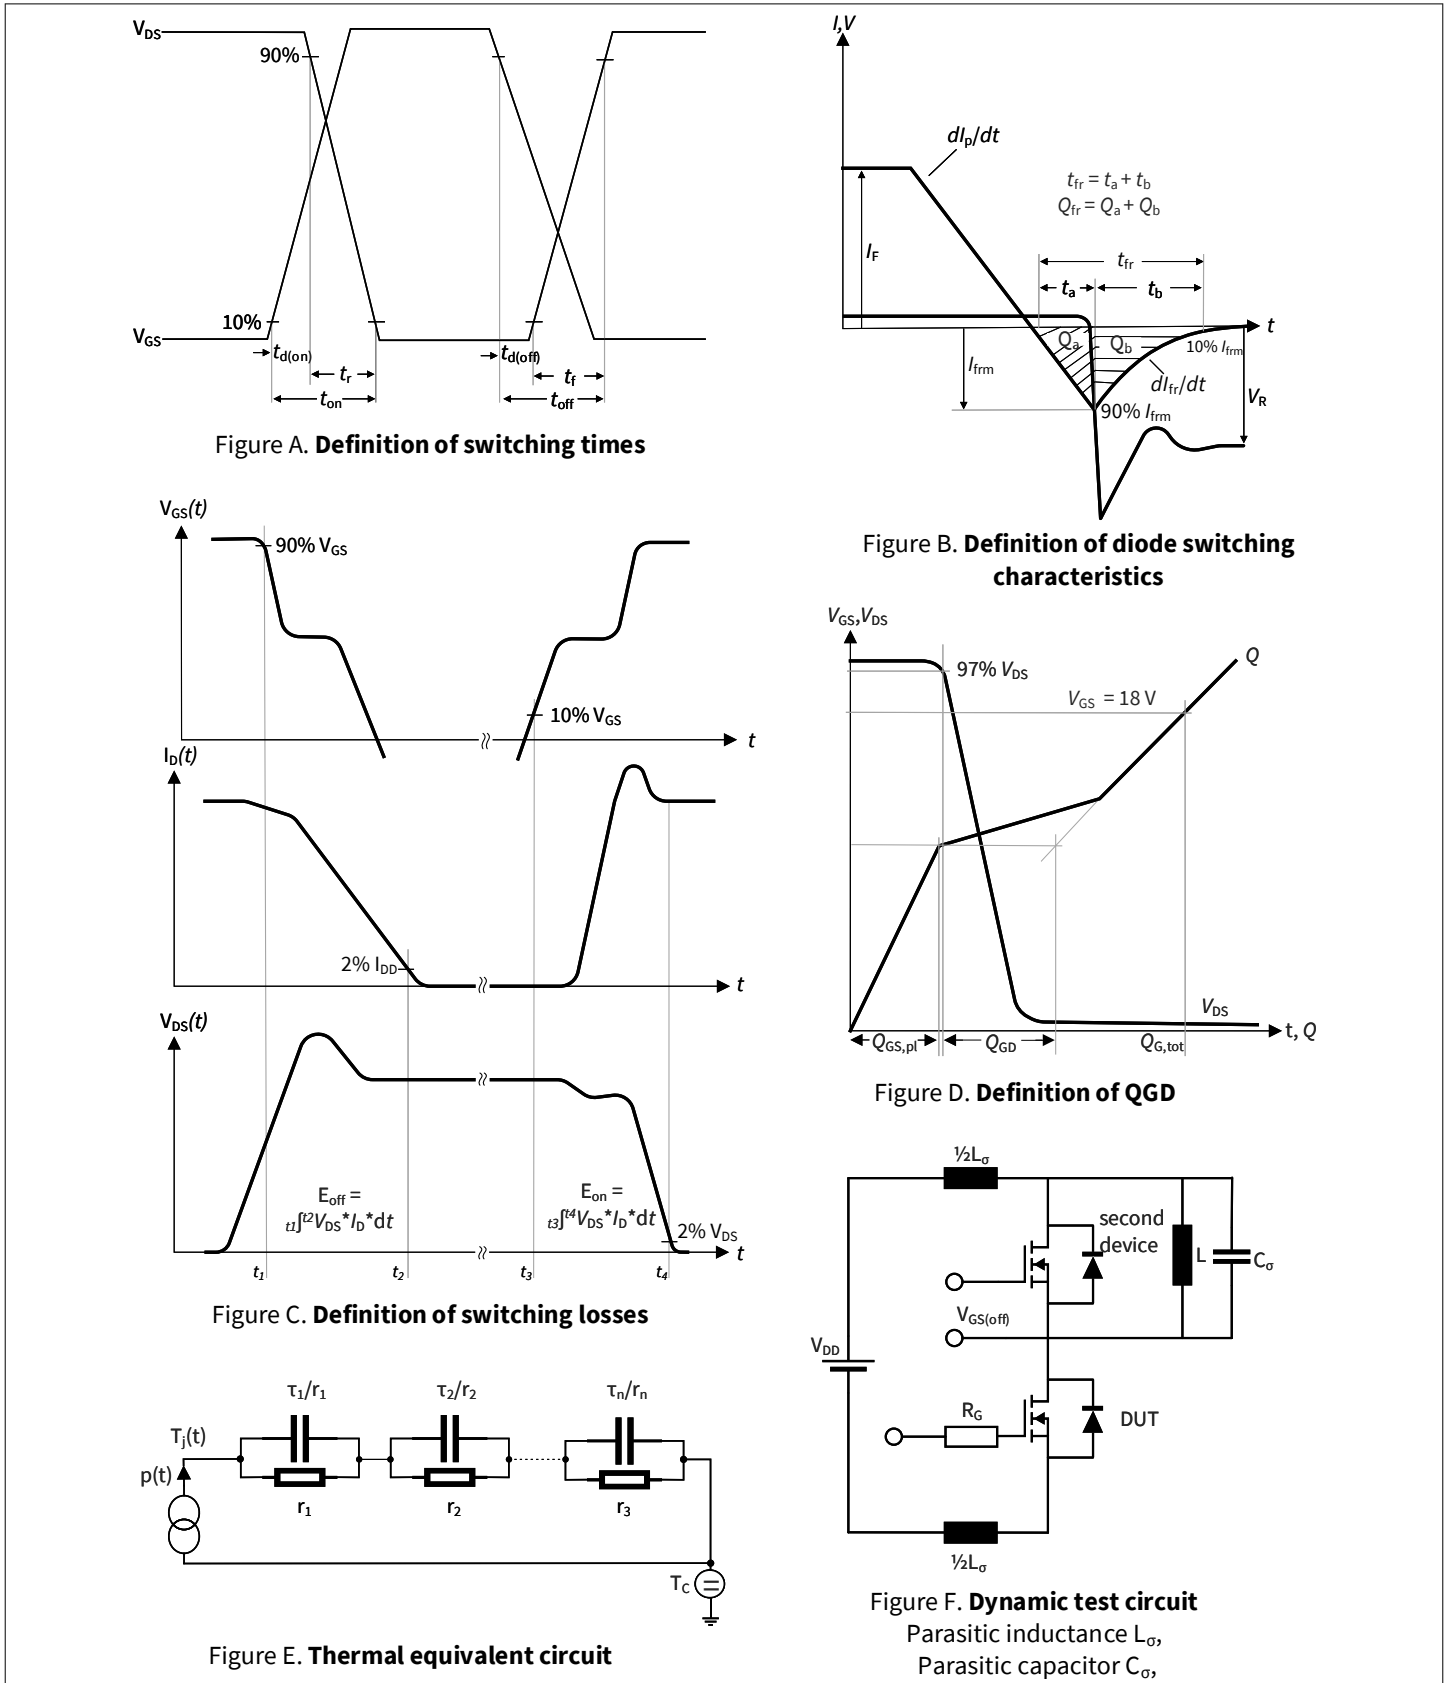 V_DS
90%
10%
V_GS
t_d(on)
t_r
t_on
t_d(off)
t_f
t_off
Figure A. Definition of switching times
I,V
dI_p/dt
t_fr = t_a + t_b
Q_fr = Q_a + Q_b
I_F
t_fr
t_a
t_b
t
Q_a
Q_b
10% I_frm
I_frm
dI_fr/dt
90% I_frm
V_R
Figure B. Definition of diode switching
characteristics
V_GS(t)
90% V_GS
10% V_GS
t
I_D(t)
2% I_DD
t
V_DS(t)
E_off =
t1∫^t2 V_DS*I_D*dt
E_on =
t3∫^t4 V_DS*I_D*dt
2% V_DS
t
t_1
t_2
t_3
t_4
Figure C. Definition of switching losses
V_GS,V_DS
97% V_DS
V_GS = 18 V
Q
V_DS
t, Q
Q_GS,pl
Q_GD
Q_G,tot
Figure D. Definition of QGD
τ_1/r_1
τ_2/r_2
τ_n/r_n
T_j(t)
p(t)
r_1
r_2
r_3
T_C
Figure E. Thermal equivalent circuit
½L_σ
second
device
L
C_σ
V_GS(off)
V_DD
R_G
DUT
½L_σ
Figure F. Dynamic test circuit
Parasitic inductance L_σ,
Parasitic capacitor C_σ,